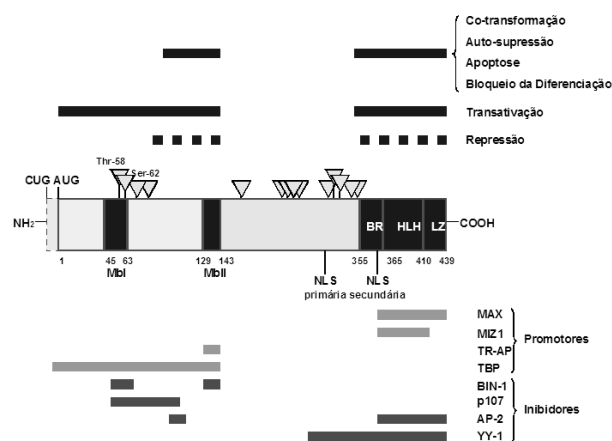 Co-transformação
Auto-supressão
Apoptose
Bloqueio da Diferenciação
Transativação
Repressão
Thr-58
Ser-62
CUG AUG
NH2
BR HLH LZ
COOH
1 45 63 129 143 355 365 410 439
MbI MbII
NLS NLS
primária secundária
MAX
MIZ1
TR-AP
TBP
Promotores
BIN-1
p107
AP-2
YY-1
Inibidores